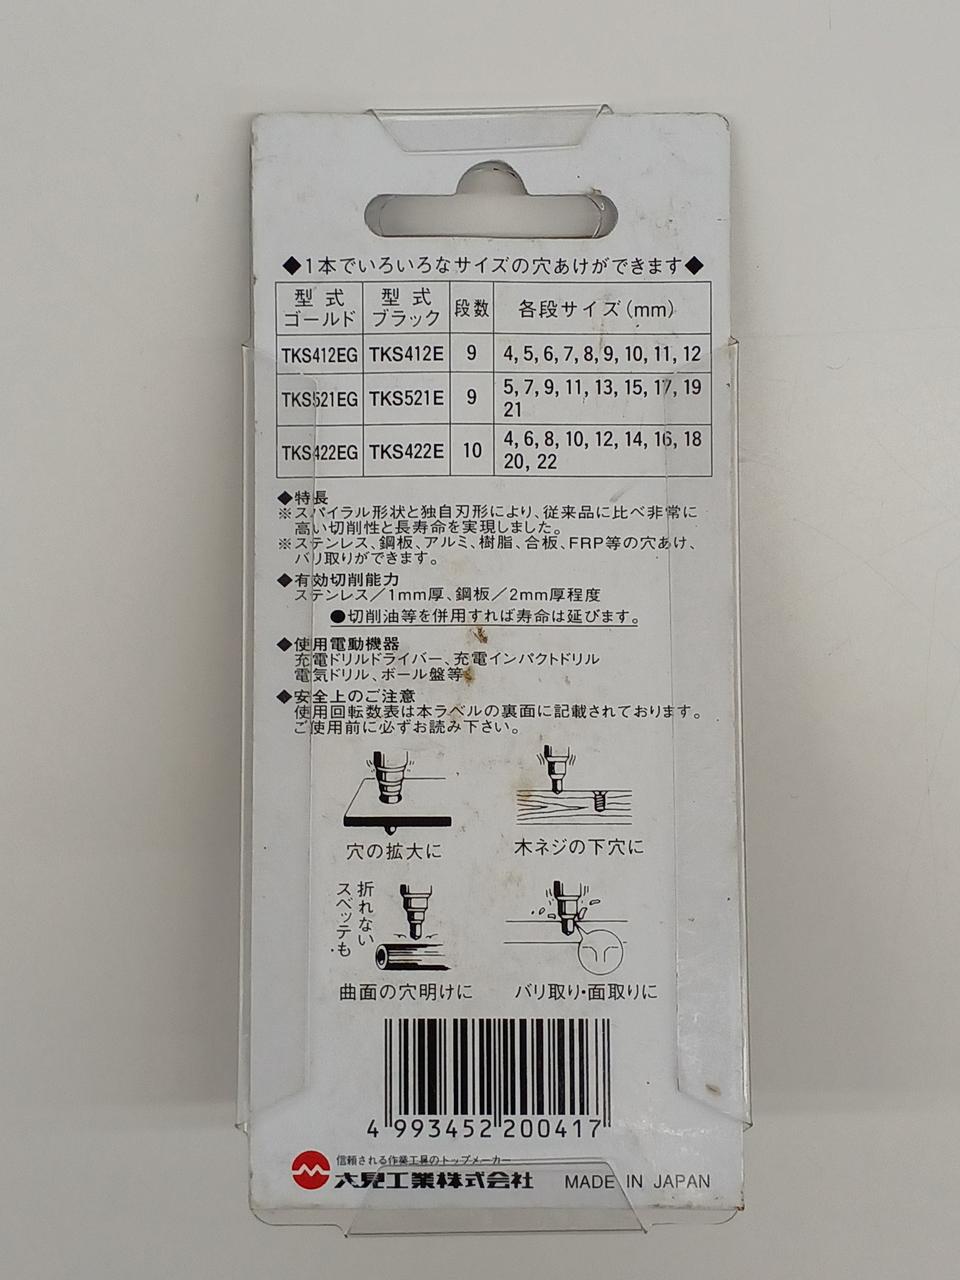 ◆1本でいろいろなサイズの穴あけができます◆
型 式 ゴールド 型 式 ブラック 段数 各段サイズ(mm)
TKS412EG TKS412E 9 4, 5, 6, 7, 8, 9, 10, 11, 12
TKS521EG TKS521E 9 5, 7, 9, 11, 13, 15, 17, 19
21
TKS422EG TKS422E 10 4, 6, 8, 10, 12, 14, 16, 18
20, 22
◆特長
※スパイラル形状と独自刃形により、従来品に比べ非常に
高い切削性と長寿命を実現しました。
※ステンレス、鋼板、アルミ、樹脂、合板、FRP等の穴あけ、
バリ取りができます。
◆有効切削能力
ステンレス/1mm厚、鋼板/2mm厚程度
●切削油等を併用すれば寿命は延びます。
◆使用電動機器
充電ドリルドライバー、充電インパクトドリル
電気ドリル、ボール盤等
◆安全上のご注意
使用回転数表は本ラベルの裏面に記載されております。
ご使用前に必ずお読み下さい。
穴の拡大に
木ネジの下穴に
折れない
スベッテも
曲面の穴明けに
バリ取り・面取りに
4 993452 200417
信頼される作業工具のトップメーカー
大見工業株式会社 MADE IN JAPAN